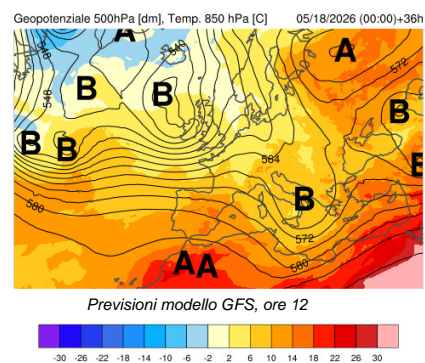 Geopotenziale 500hPa [dm], Temp. 850 hPa [C] 05/18/2026 (00:00)+36h
A
540
548
A
572
B
B
548
B
B
B
564
B
B
580
572
580
A A
Previsioni modello GFS, ore 12
-30 -26 -22 -18 -14 -10 -6 -2 2 6 10 14 18 22 26 30